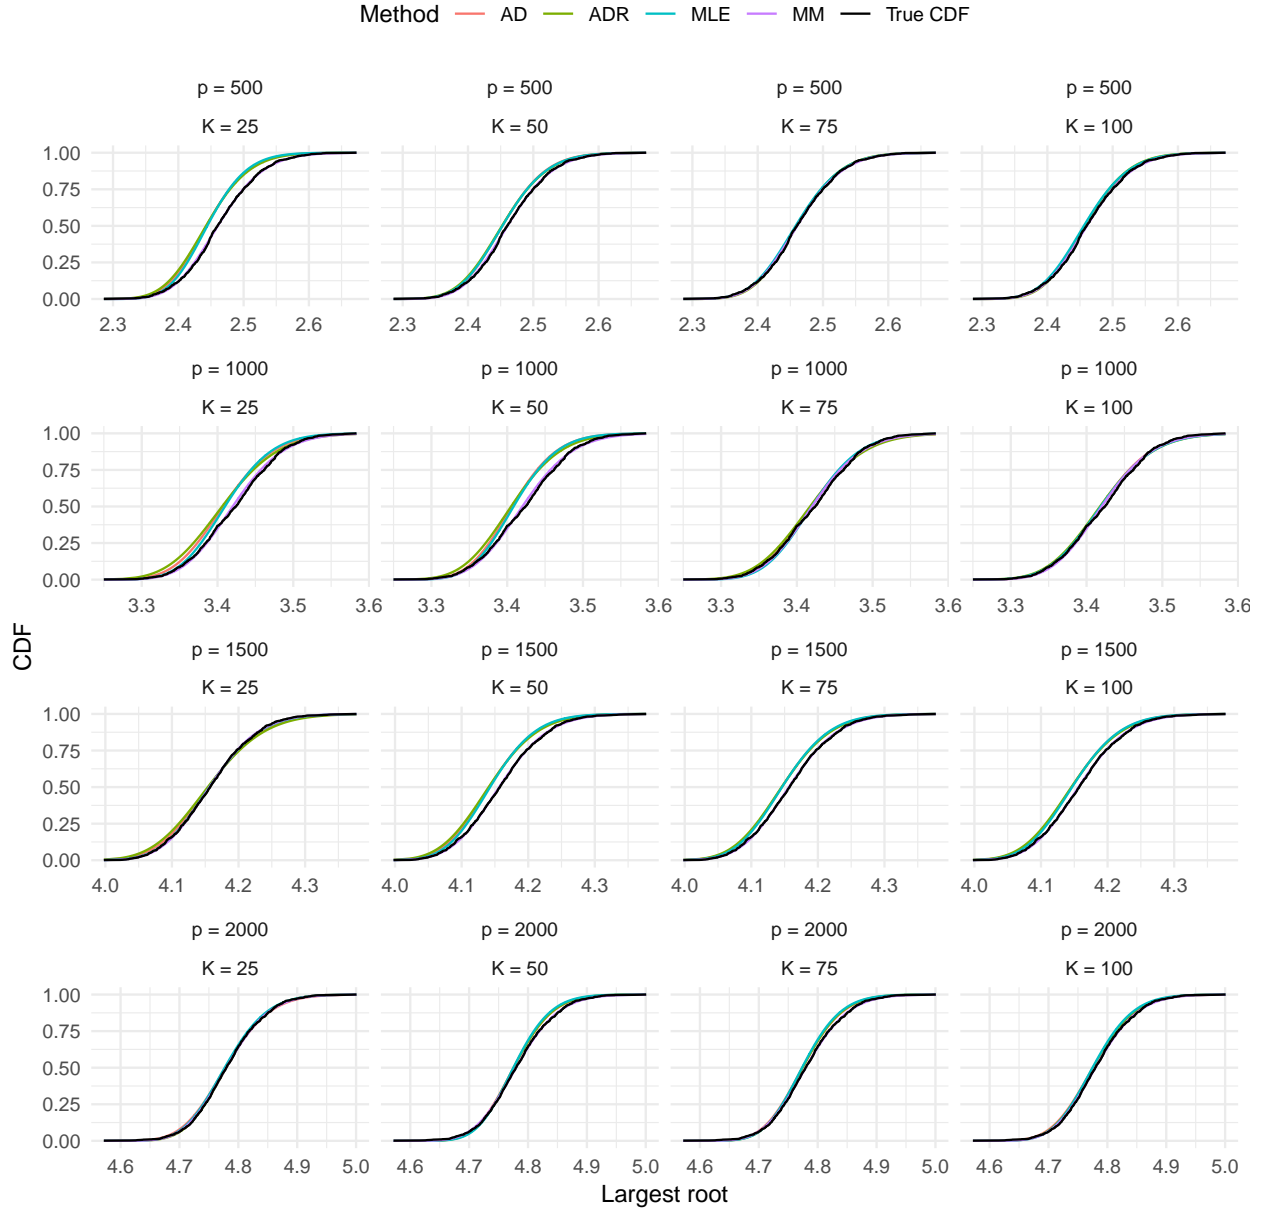 Method AD ADR MLE MM True CDF
p = 500 p = 500 p = 500 p = 500
K = 25 K = 50 K = 75 K = 100
1.00
0.75
0.50
0.25
0.00
2.3 2.4 2.5 2.6 2.3 2.4 2.5 2.6 2.3 2.4 2.5 2.6 2.3 2.4 2.5 2.6
p = 1000 p = 1000 p = 1000 p = 1000
K = 25 K = 50 K = 75 K = 100
1.00
0.75
0.50
0.25
0.00
3.3 3.4 3.5 3.6 3.3 3.4 3.5 3.6 3.3 3.4 3.5 3.6 3.3 3.4 3.5 3.6
CDF
p = 1500 p = 1500 p = 1500 p = 1500
K = 25 K = 50 K = 75 K = 100
1.00
0.75
0.50
0.25
0.00
4.0 4.1 4.2 4.3 4.0 4.1 4.2 4.3 4.0 4.1 4.2 4.3 4.0 4.1 4.2 4.3
p = 2000 p = 2000 p = 2000 p = 2000
K = 25 K = 50 K = 75 K = 100
1.00
0.75
0.50
0.25
0.00
4.6 4.7 4.8 4.9 5.0 4.6 4.7 4.8 4.9 5.0 4.6 4.7 4.8 4.9 5.0 4.6 4.7 4.8 4.9 5.0
Largest root